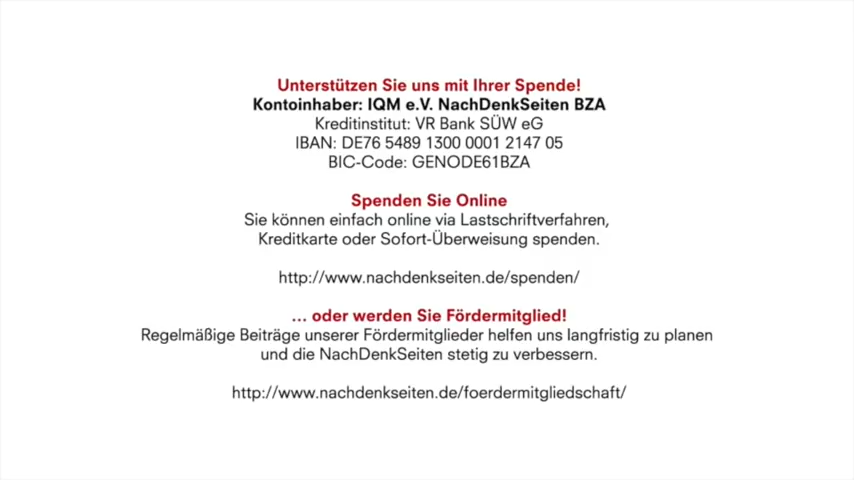 Unterstützen Sie uns mit Ihrer Spende!
Kontoinhaber: IQM e.V. NachDenkSeiten BZA
Kreditinstitut: VR Bank SÜW eG
IBAN: DE76 5489 1300 0001 2147 05
BIC-Code: GENODE61BZA
Spenden Sie Online
Sie können einfach online via Lastschriftverfahren,
Kreditkarte oder Sofort-Überweisung spenden.
http://www.nachdenkseiten.de/spenden/
... oder werden Sie Fördermitglied!
Regelmäßige Beiträge unserer Fördermitglieder helfen uns langfristig zu planen
und die NachDenkSeiten stetig zu verbessern.
http://www.nachdenkseiten.de/foerdermitgliedschaft/